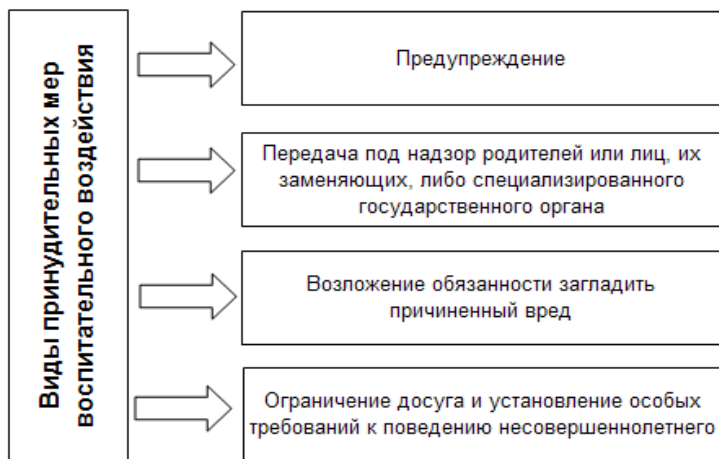 Виды принудительных мер
воспитательного воздействия
Предупреждение
Передача под надзор родителей или лиц, их
заменяющих, либо специализированного
государственного органа
Возложение обязанности загладить
причиненный вред
Ограничение досуга и установление особых
требований к поведению несовершеннолетнего